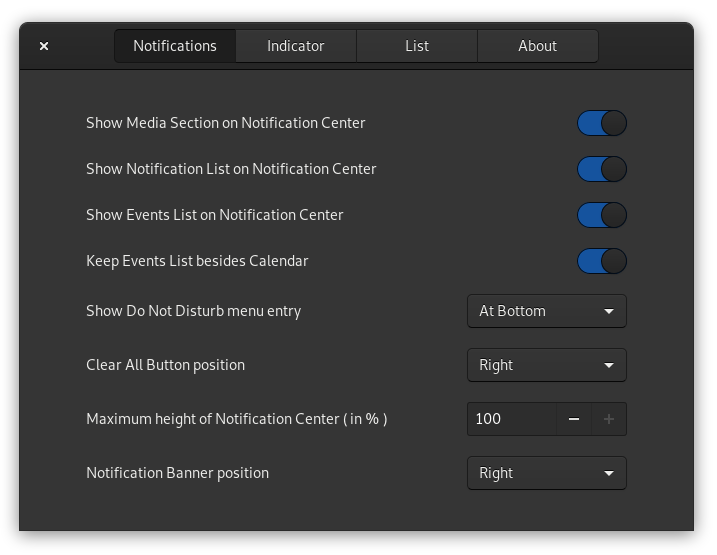 Notifications Indicator List About
Show Media Section on Notification Center
Show Notification List on Notification Center
Show Events List on Notification Center
Keep Events List besides Calendar
Show Do Not Disturb menu entry At Bottom
Clear All Button position Right
Maximum height of Notification Center ( in % ) 100
Notification Banner position Right